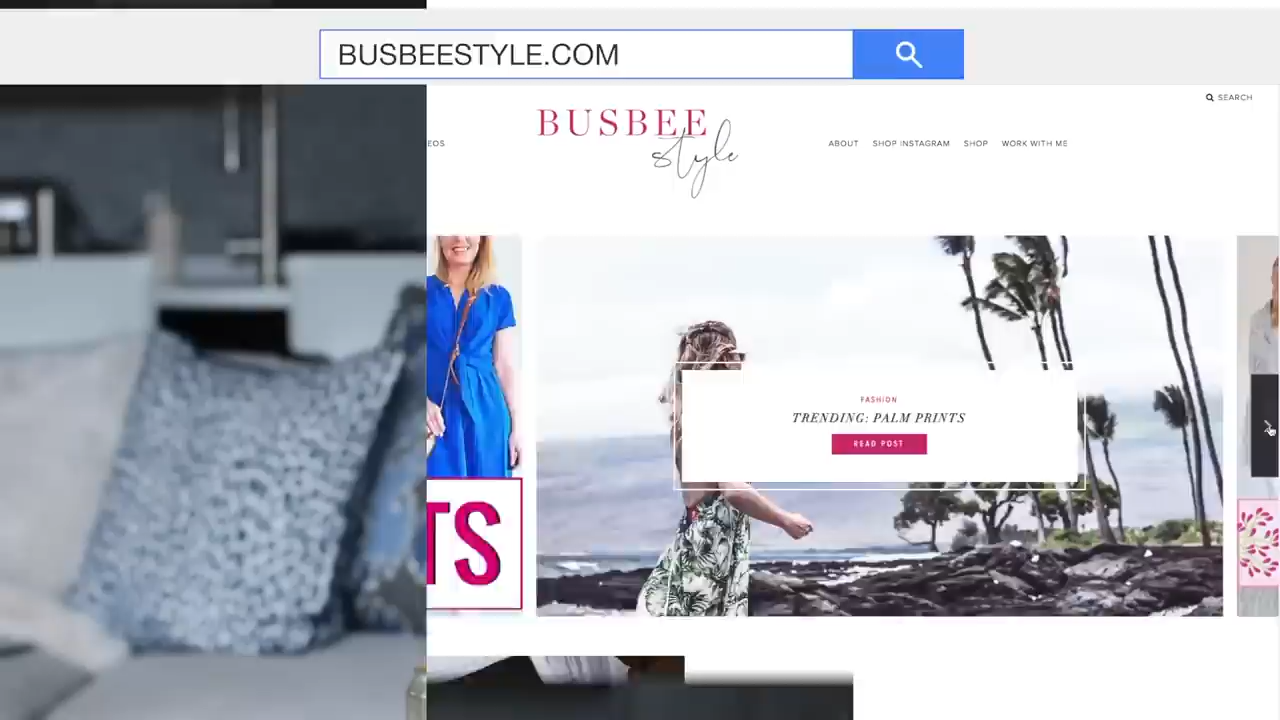 BUSBEESTYLE.COM
SEARCH
BUSBEE
style
EOS
ABOUT SHOP INSTAGRAM SHOP WORK WITH ME
FASHION
TRENDING: PALM PRINTS
READ POST
TS